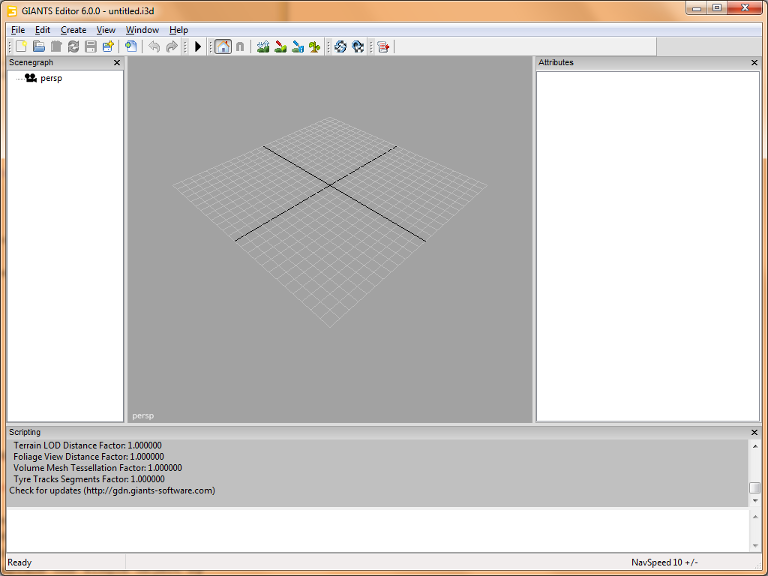 GIANTS Editor 6.0.0 - untitled.i3d
File Edit Create View Window Help
Scenegraph
persp
persp
Attributes
Scripting
Terrain LOD Distance Factor: 1.000000
Foliage View Distance Factor: 1.000000
Volume Mesh Tessellation Factor: 1.000000
Tyre Tracks Segments Factor: 1.000000
Check for updates (http://gdn.giants-software.com)
Ready
NavSpeed 10 +/-